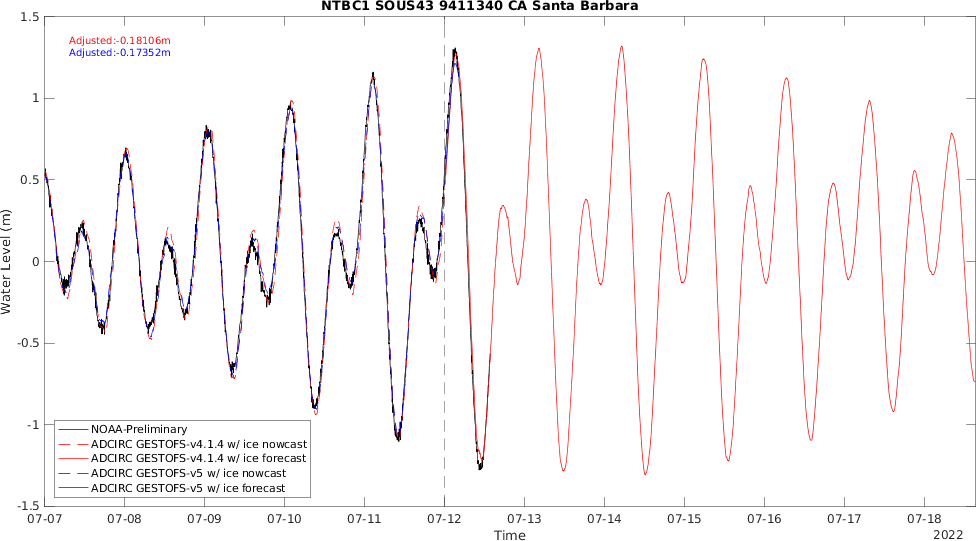 NTBC1 SOUS43 9411340 CA Santa Barbara
Adjusted:-0.18106m
Adjusted:-0.17352m
1.5
1
0.5
0
-0.5
-1
-1.5
Water Level (m)
NOAA-Preliminary
ADCIRC GESTOFS-v4.1.4 w/ ice nowcast
ADCIRC GESTOFS-v4.1.4 w/ ice forecast
ADCIRC GESTOFS-v5 w/ ice nowcast
ADCIRC GESTOFS-v5 w/ ice forecast
07-07 07-08 07-09 07-10 07-11 07-12 07-13 07-14 07-15 07-16 07-17 07-18
Time
2022